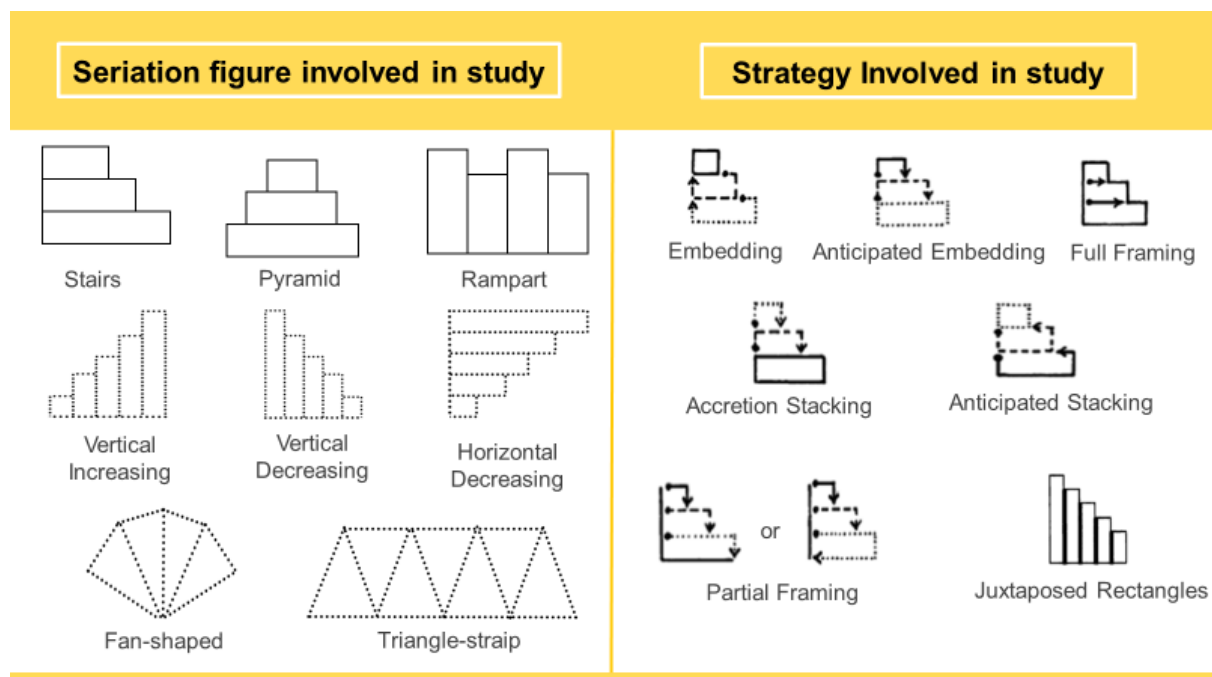 Seriation figure involved in study
Strategy Involved in study
Stairs
Pyramid
Rampart
Vertical
Increasing
Vertical
Decreasing
Horizontal
Decreasing
Fan-shaped
Triangle-straip
Embedding
Anticipated Embedding
Full Framing
Accretion Stacking
Anticipated Stacking
or
Partial Framing
Juxtaposed Rectangles